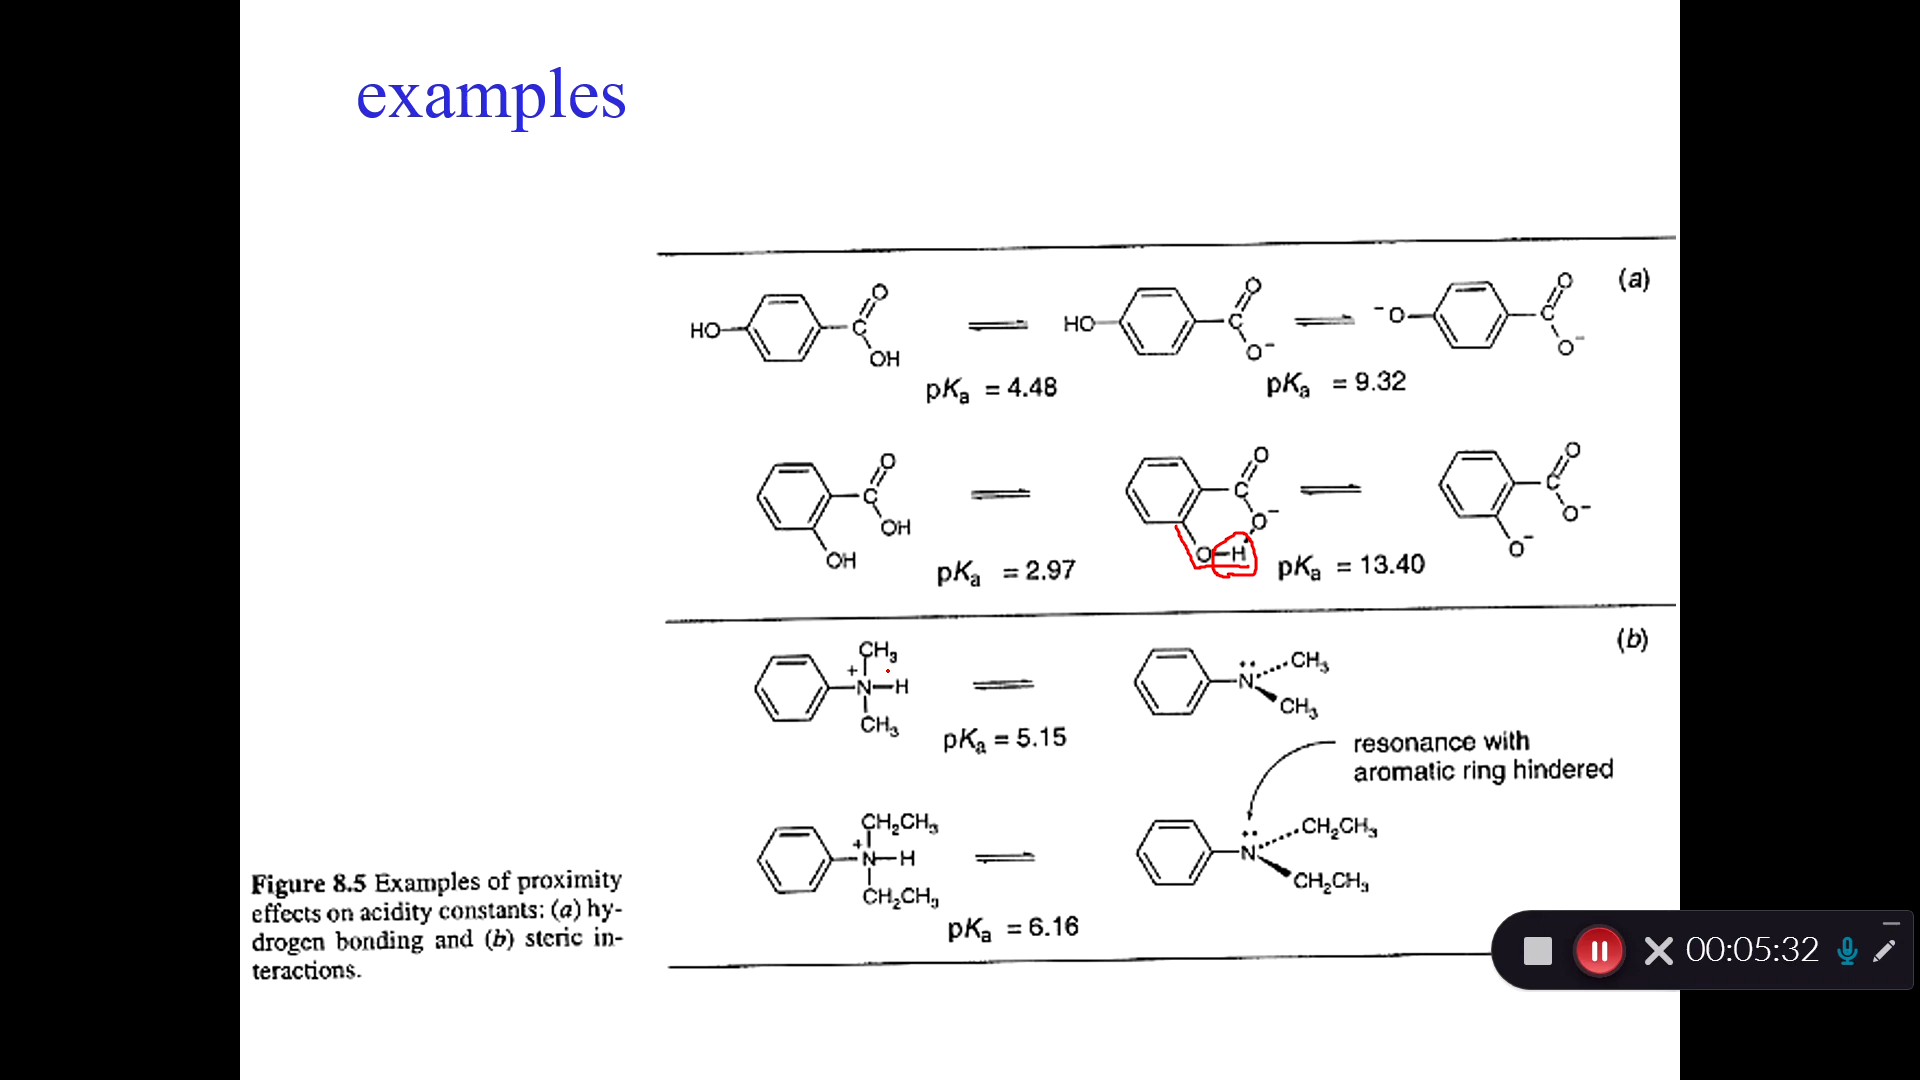 examples
(a)
HO C O OH
HO C O O⁻
⁻O C O O⁻
pKa = 4.48
pKa = 9.32
C O OH OH
C O O⁻ O–H
C O O⁻ O⁻
pKa = 2.97
pKa = 13.40
(b)
CH3
+
N–H
CH3
CH3
N
CH3
pKa = 5.15
resonance with
aromatic ring hindered
CH2CH3
+
N–H
CH2CH3
CH2CH3
N
CH2CH3
pKa = 6.16
Figure 8.5 Examples of proximity
effects on acidity constants: (a) hy-
drogen bonding and (b) steric in-
teractions.
00:05:32